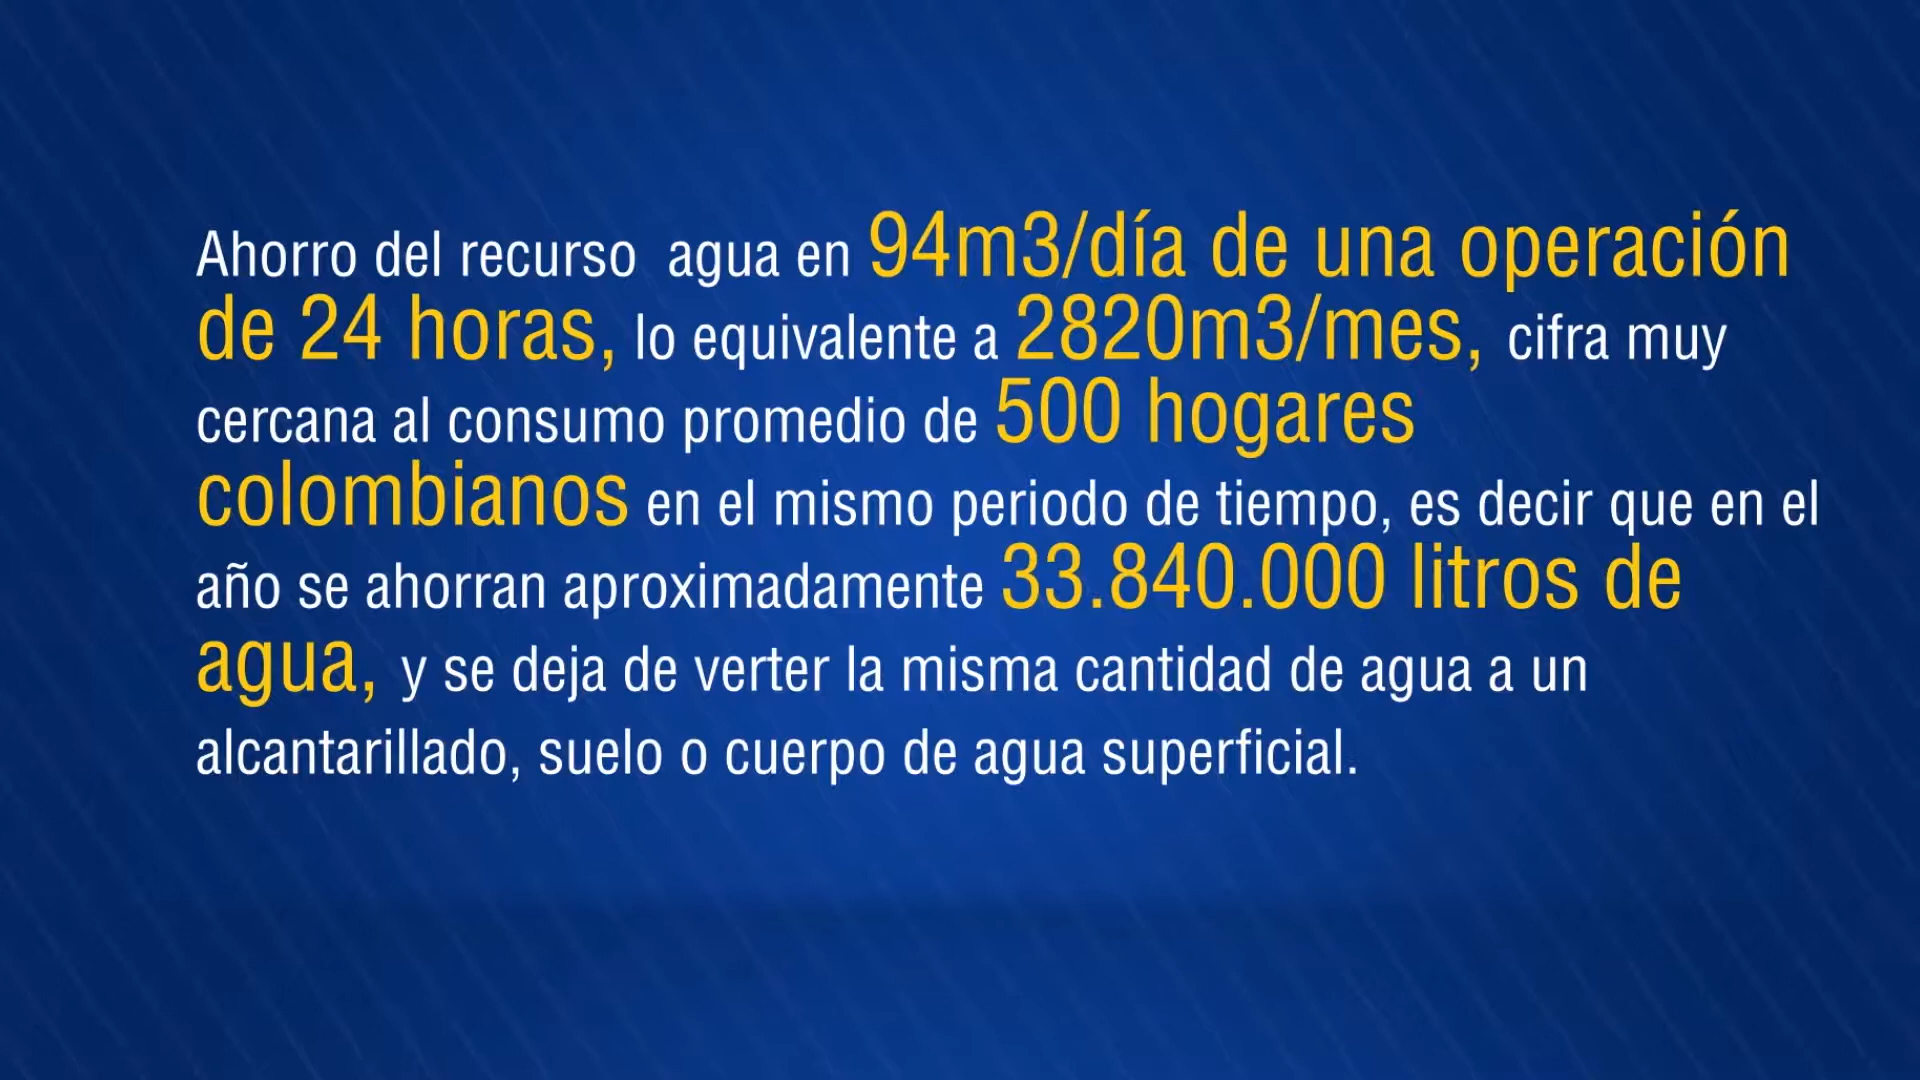 Ahorro del recurso  agua en 94m3/día de una operación
de 24 horas, lo equivalente a 2820m3/mes, cifra muy
cercana al consumo promedio de 500 hogares
colombianos en el mismo periodo de tiempo, es decir que en el
año se ahorran aproximadamente 33.840.000 litros de
agua, y se deja de verter la misma cantidad de agua a un
alcantarillado, suelo o cuerpo de agua superficial.